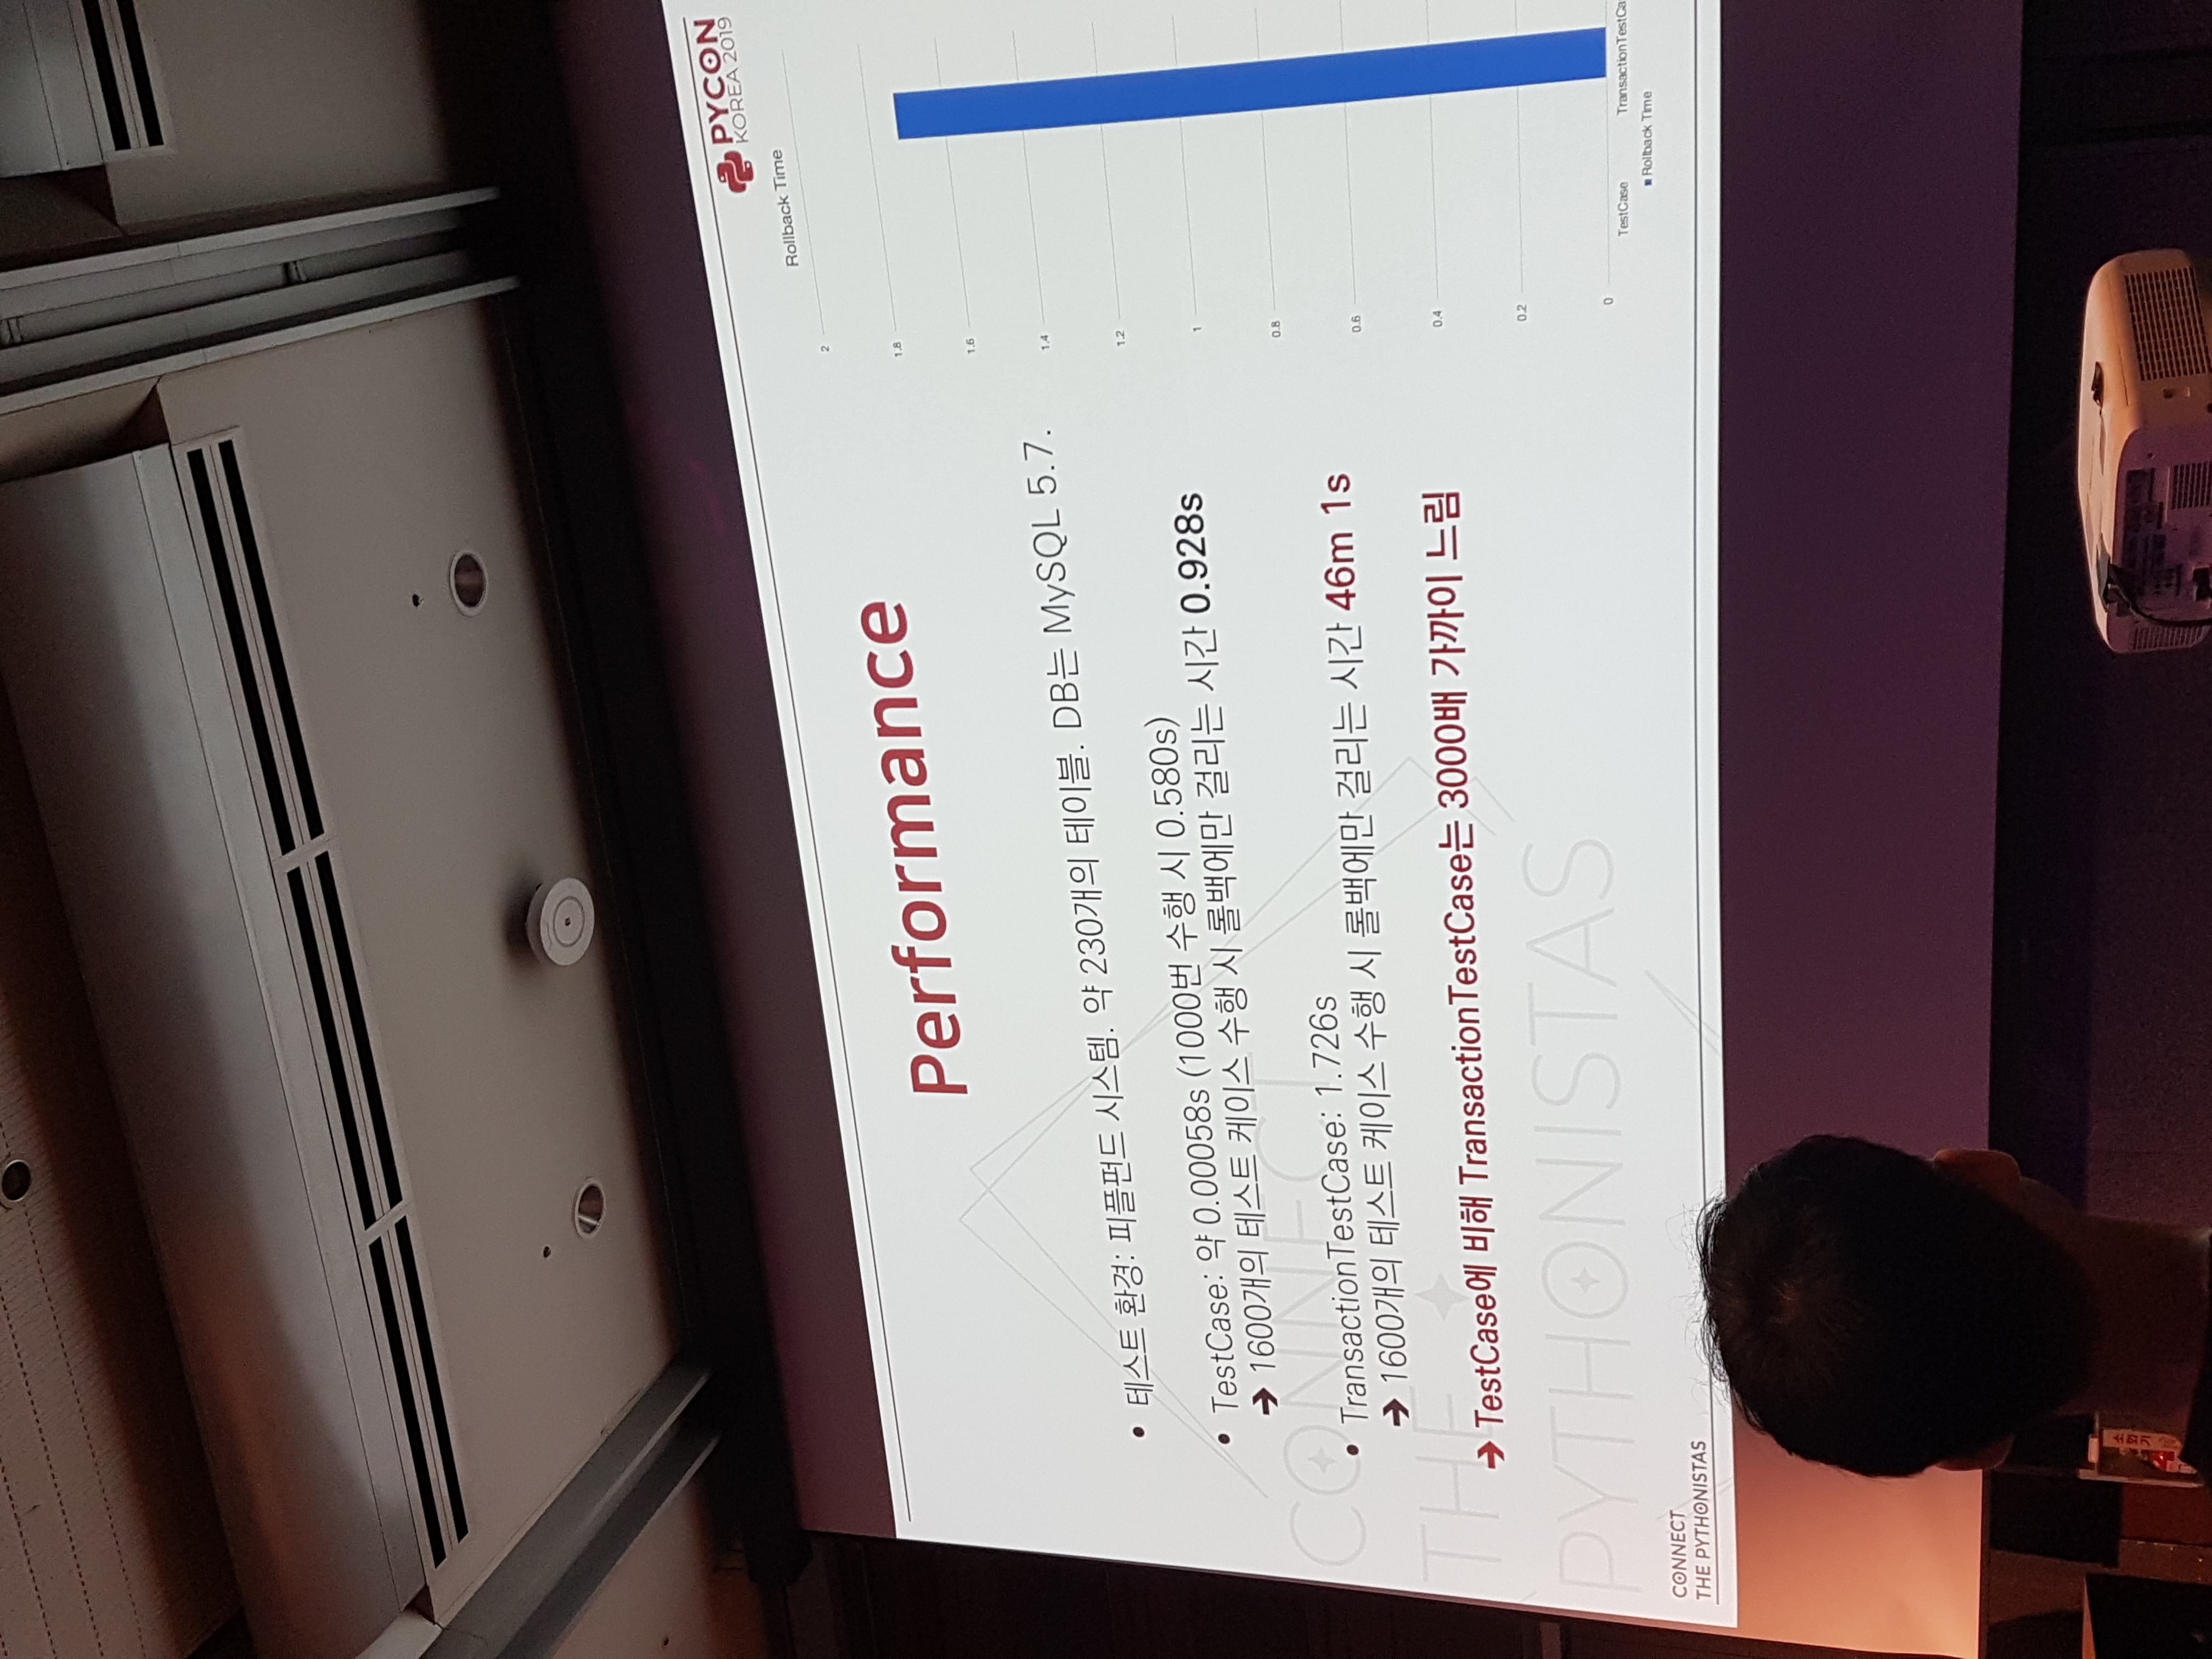 PYCON
KOREA 2019
Performance
• 테스트 환경: 피플펀드 시스템. 약 230개의 테이블. DB는 MySQL 5.7.
• TestCase: 약 0.00058s (1000번 수행 시 0.580s)
➔ 1600개의 테스트 케이스 수행 시 롤백에만 걸리는 시간 0.928s
• TransactionTestCase: 1.726s
➔ 1600개의 테스트 케이스 수행 시 롤백에만 걸리는 시간 46m 1s
➔ TestCase에 비해 TransactionTestCase는 3000배 가까이 느림
Rollback Time
2
1.8
1.6
1.4
1.2
1
0.8
0.6
0.4
0.2
0
TestCase TransactionTestCa
Rollback Time
CONNECT
THE
PYTHONISTAS
CONNECT
THE PYTHONISTAS
소화기